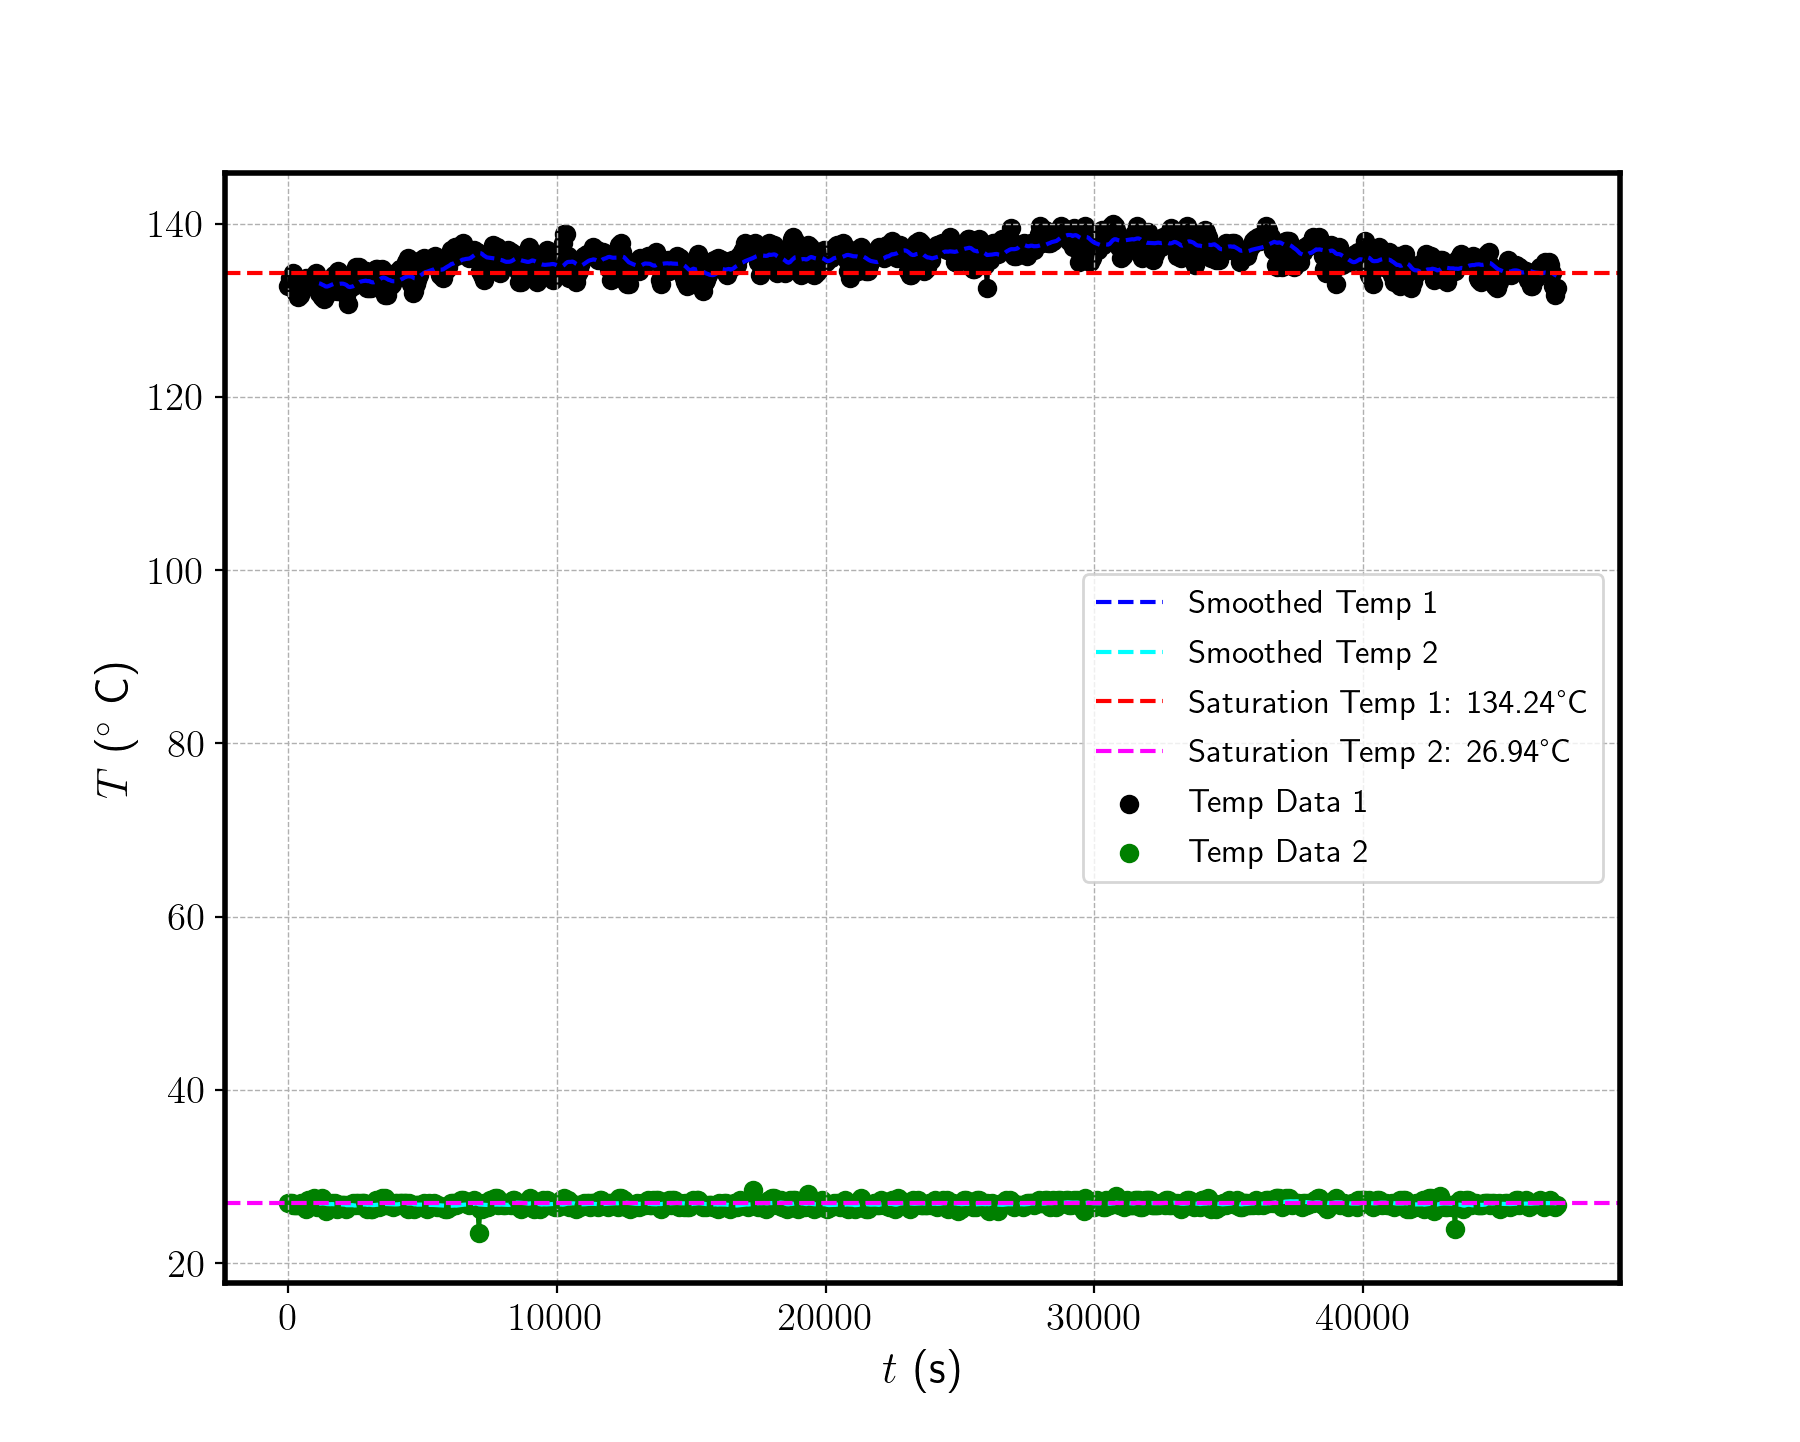 140
120
100
80
60
40
20
T (° C)
Smoothed Temp 1
Smoothed Temp 2
Saturation Temp 1: 134.24°C
Saturation Temp 2: 26.94°C
Temp Data 1
Temp Data 2
0 10000 20000 30000 40000
t (s)